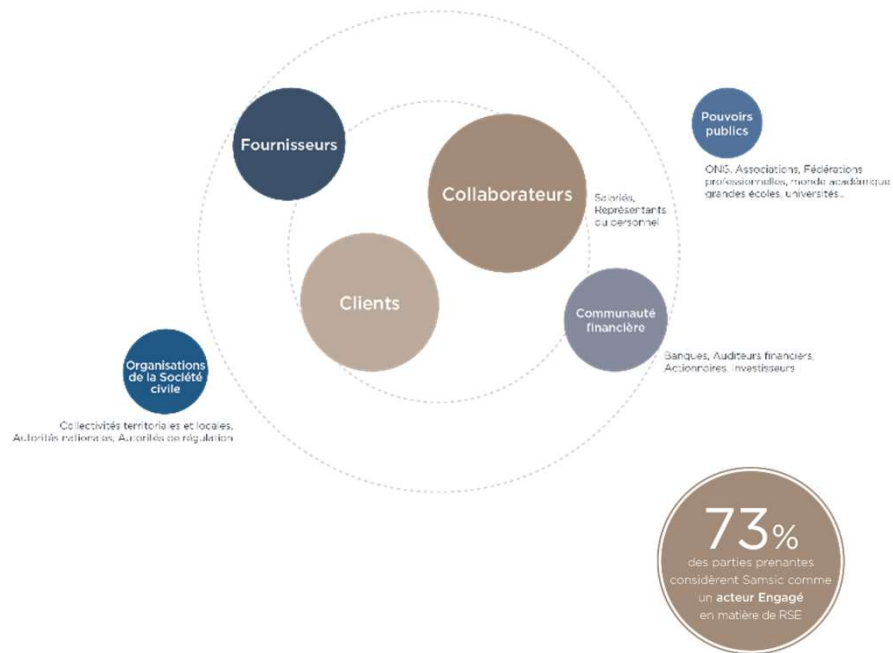 Fournisseurs
Collaborateurs
Salariés,
Représentants
du personnel
Pouvoirs
publics
ONG, Associations, Fédérations
professionnelles, monde académique
grandes écoles, universités...
Clients
Communauté
financière
Banques, Auditeurs financiers,
Actionnaires, Investisseurs
Organisations
de la Société
civile
Collectivités territoriales et locales,
Autorités nationales, Autorités de régulation
73%
des parties prenantes
considèrent Samsic comme
un acteur Engagé
en matière de RSE